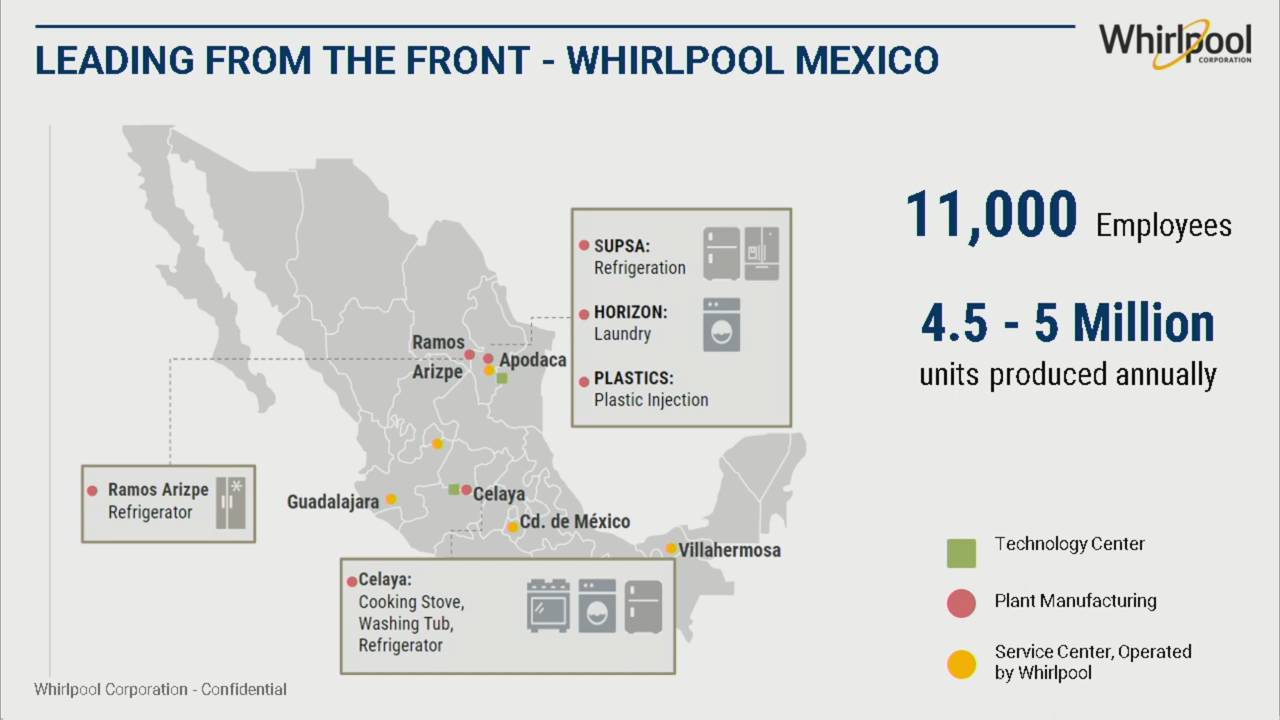 Whirlpool
CORPORATION
LEADING FROM THE FRONT - WHIRLPOOL MEXICO
11,000 Employees
4.5 - 5 Million
units produced annually
SUPSA:
Refrigeration
HORIZON:
Laundry
PLASTICS:
Plastic Injection
Ramos
Arizpe
Apodaca
Ramos Arizpe
Refrigerator
Guadalajara
Celaya
Cd. de México
Villahermosa
Celaya:
Cooking Stove,
Washing Tub,
Refrigerator
Technology Center
Plant Manufacturing
Service Center, Operated
by Whirlpool
Whirlpool Corporation - Confidential